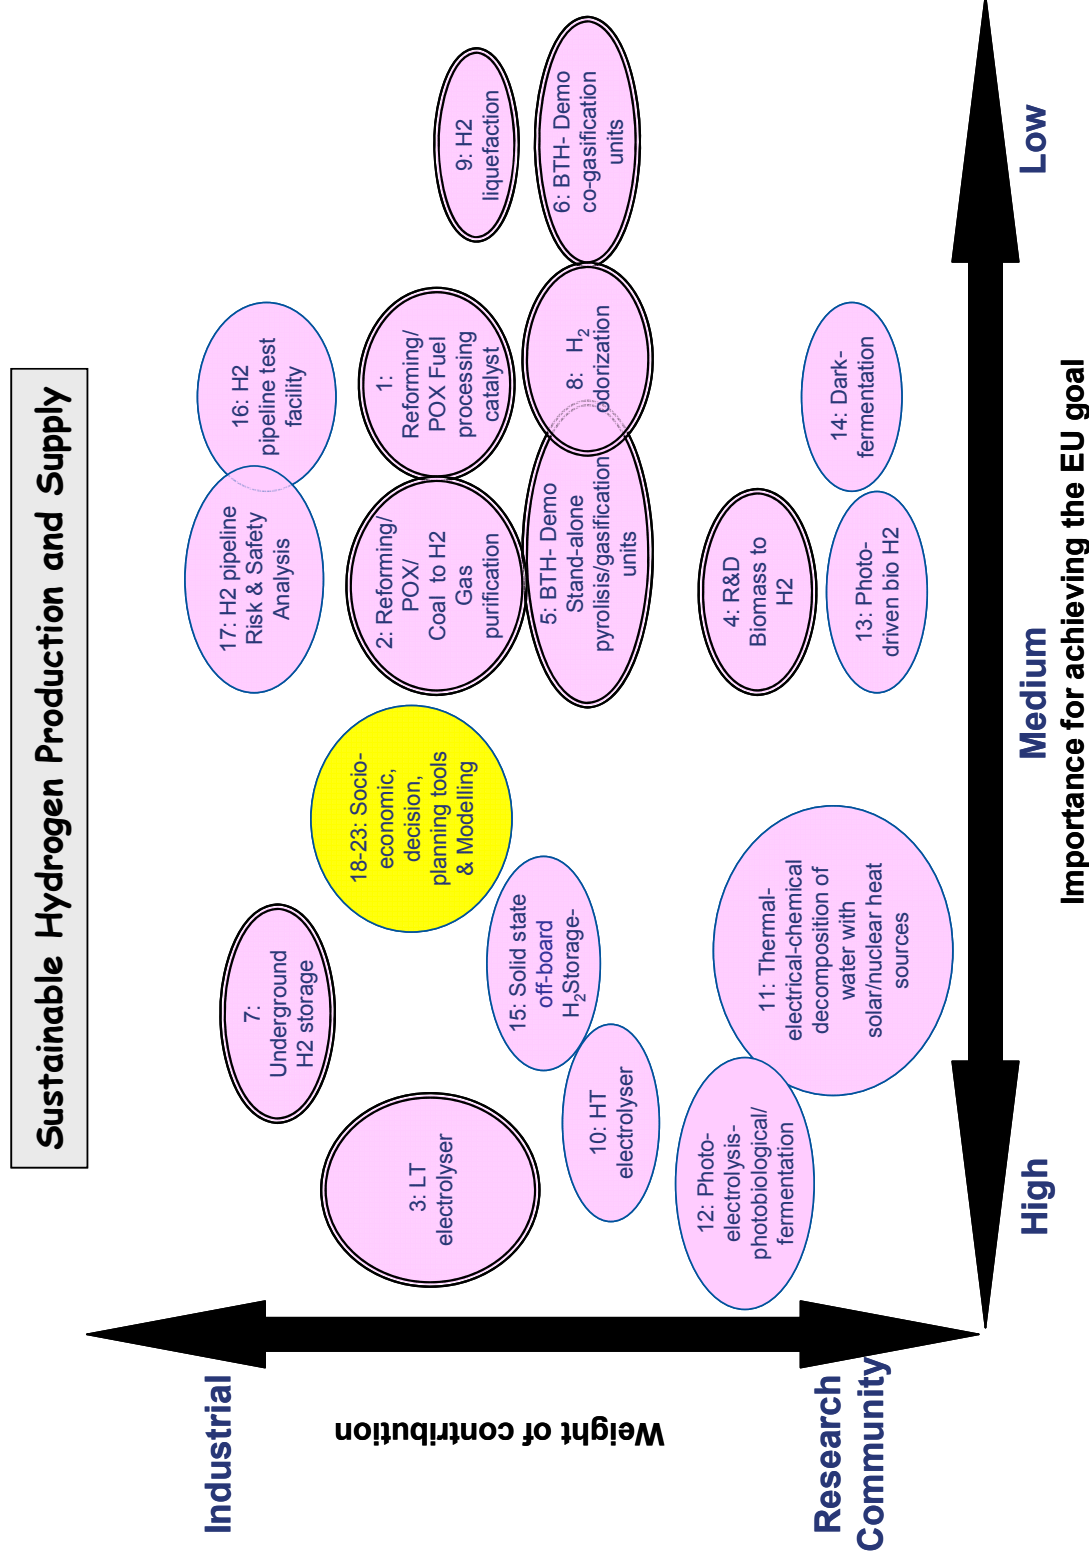 Sustainable Hydrogen Production and Supply
Industrial
Weight of contribution
Research
Community
7:
Underground
H2 storage
17: H2 pipeline
Risk & Safety
Analysis
16: H2
pipeline test
facility
3: LT
electrolyser
18-23: Socio-
economic,
decision,
planning tools
& Modelling
2: Reforming/
POX/
Coal to H2
Gas
purification
1:
Reforming/
POX Fuel
processing
catalyst
9: H2
liquefaction
15: Solid state
off-board
H₂Storage-
10: HT
electrolyser
5: BTH- Demo
Stand-alone
pyrolisis/gasification
units
8: H₂
odorization
6: BTH- Demo
co-gasification
units
12: Photo-
electrolysis-
photobiological/
fermentation
11: Thermal-
electrical-chemical
decomposition of
water with
solar/nuclear heat
sources
4: R&D
Biomass to
H2
13: Photo-
driven bio H2
14: Dark-
fermentation
High
Medium
Low
Importance for achieving the EU goal